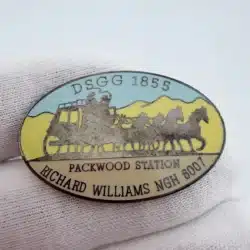 DSGG 1855
PACKWOOD STATION
RICHARD WILLIAMS NGH 8007